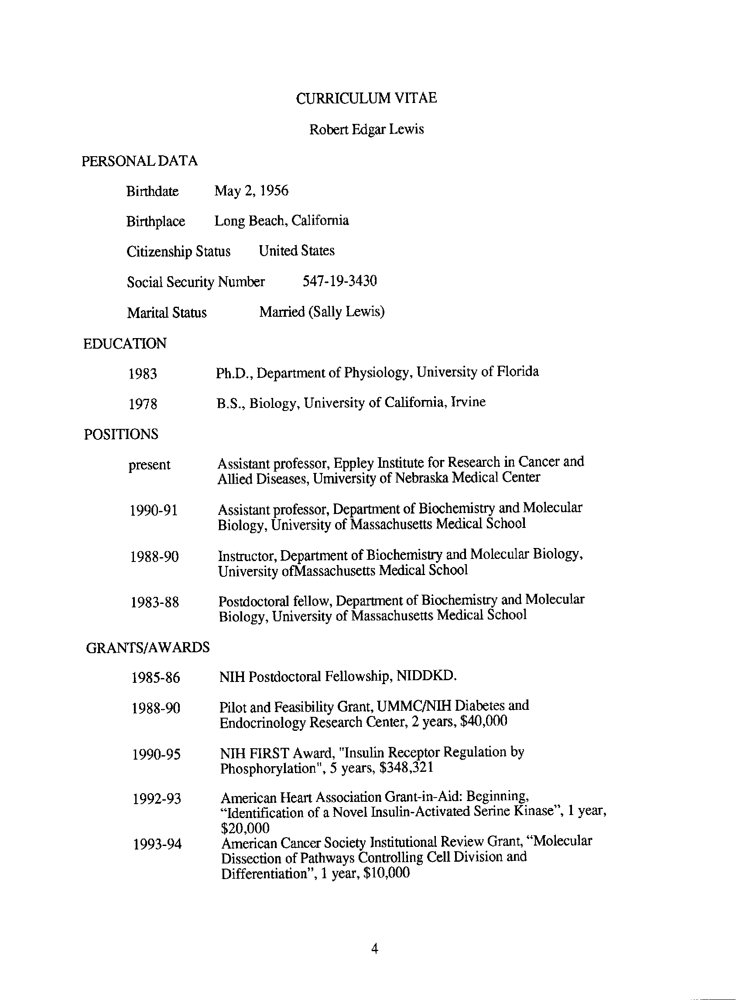 CURRICULUM VITAE
Robert Edgar Lewis
PERSONAL DATA
Birthdate May 2, 1956
Birthplace Long Beach, California
Citizenship Status United States
Social Security Number 547-19-3430
Marital Status Married (Sally Lewis)
EDUCATION
1983 Ph.D., Department of Physiology, University of Florida
1978 B.S., Biology, University of California, Irvine
POSITIONS
present Assistant professor, Eppley Institute for Research in Cancer and
Allied Diseases, Umiversity of Nebraska Medical Center
1990-91 Assistant professor, Department of Biochemistry and Molecular
Biology, University of Massachusetts Medical School
1988-90 Instructor, Department of Biochemistry and Molecular Biology,
University ofMassachusetts Medical School
1983-88 Postdoctoral fellow, Department of Biochemistry and Molecular
Biology, University of Massachusetts Medical School
GRANTS/AWARDS
1985-86 NIH Postdoctoral Fellowship, NIDDKD.
1988-90 Pilot and Feasibility Grant, UMMC/NIH Diabetes and
Endocrinology Research Center, 2 years, $40,000
1990-95 NIH FIRST Award, "Insulin Receptor Regulation by
Phosphorylation", 5 years, $348,321
1992-93 American Heart Association Grant-in-Aid: Beginning,
“Identification of a Novel Insulin-Activated Serine Kinase”, 1 year,
$20,000
1993-94 American Cancer Society Institutional Review Grant, “Molecular
Dissection of Pathways Controlling Cell Division and
Differentiation”, 1 year, $10,000
4